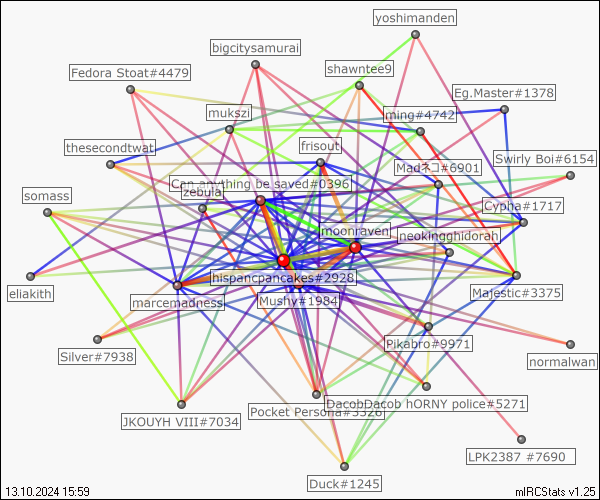 yoshimanden
bigcitysamurai
shawntee9
Fedora Stoat#4479
Eg.Master#1378
mukszi
ming#4742
frisout
thesecondtwat
Swirly Boi#6154
Madネコ#6901
Can anything be saved#0396
zebula
somass
Cypha#1717
moonraven
neokingghidorah
hispancpancakes#2928
eliakith
Majestic#3375
marcemadness
Mushy#1984
Pikabro#9971
Silver#7938
normalwan
DacobDacob hORNY police#5271
Pocket Persona#5526
JKOUYH VIII#7034
LPK2387 #7690
Duck#1245
13.10.2024 15:59
mIRCStats v1.25